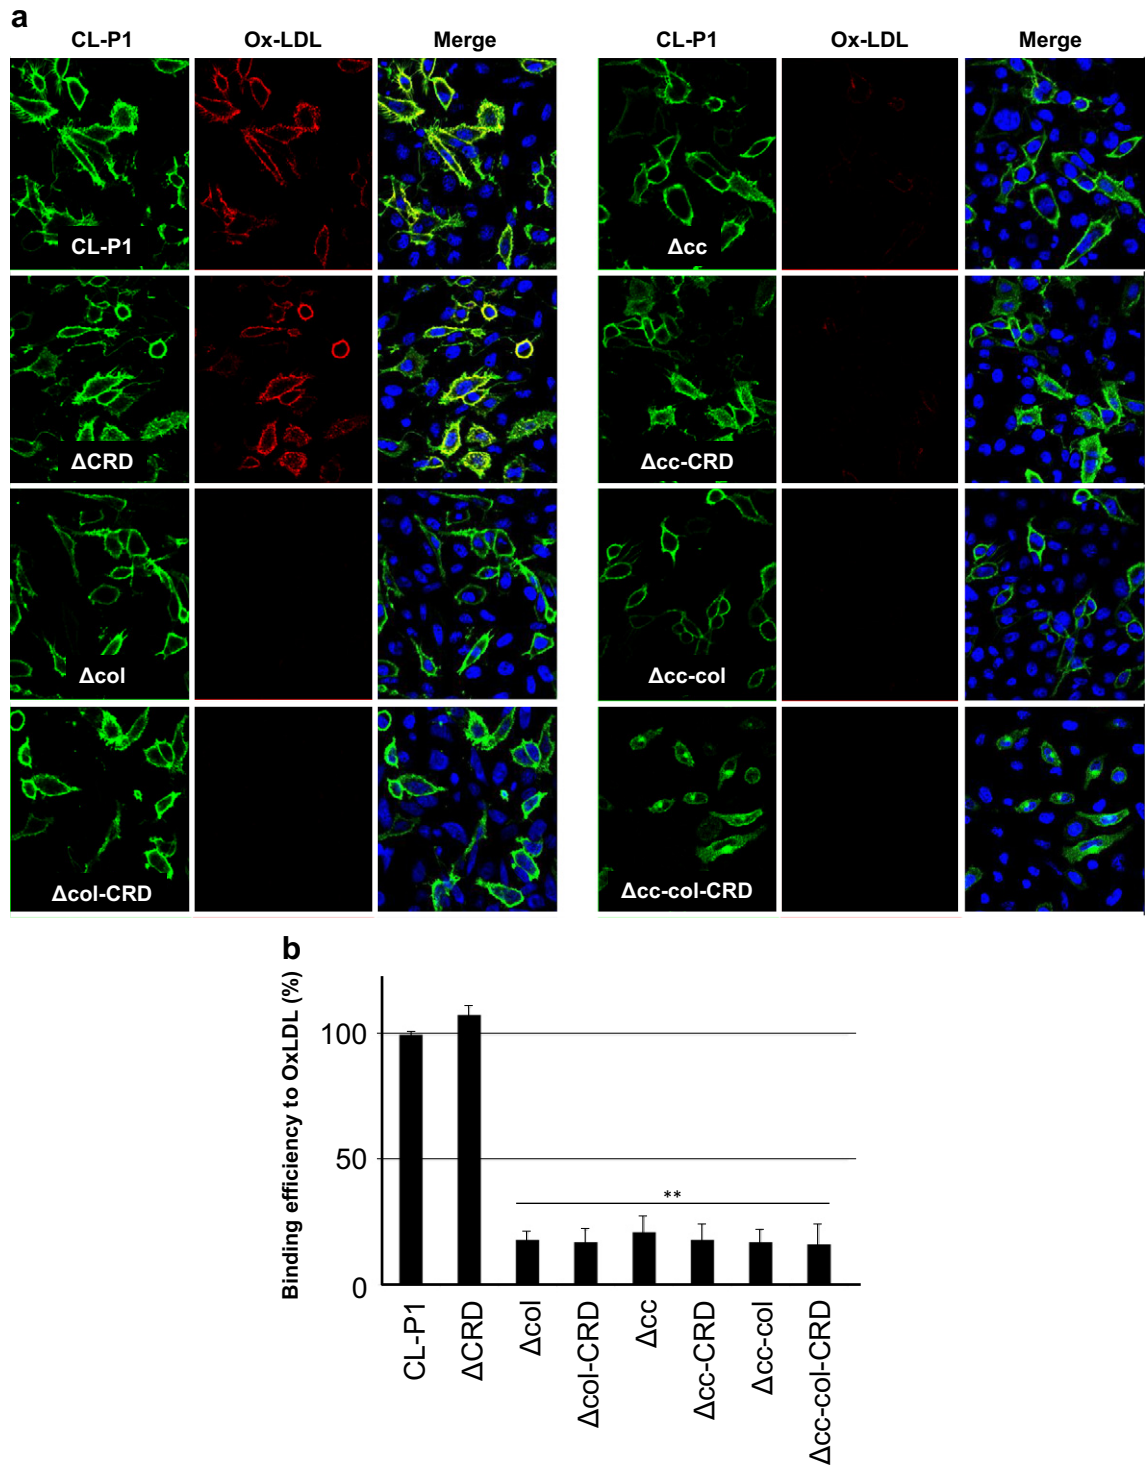 a
CL-P1 Ox-LDL Merge CL-P1 Ox-LDL Merge
CL-P1 Δcc
ΔCRD Δcc-CRD
Δcol Δcc-col
Δcol-CRD Δcc-col-CRD
b
Binding efficiency to OxLDL (%)
100
50
0
**
CL-P1
ΔCRD
Δcol
Δcol-CRD
Δcc
Δcc-CRD
Δcc-col
Δcc-col-CRD